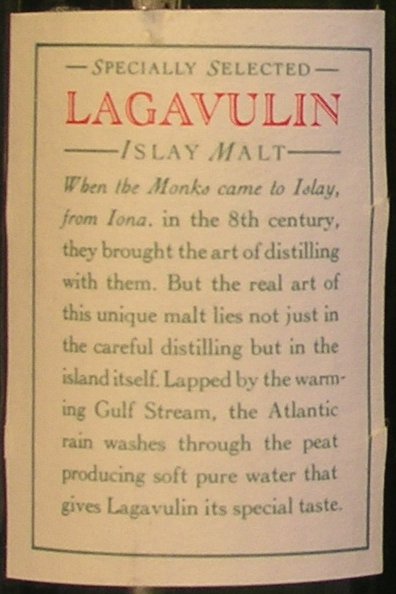 — SPECIALLY SELECTED —
LAGAVULIN
— ISLAY MALT —
When the Monks came to Islay,
from Iona. in the 8th century,
they brought the art of distilling
with them. But the real art of
this unique malt lies not just in
the careful distilling but in the
island itself. Lapped by the warm-
ing Gulf Stream, the Atlantic
rain washes through the peat
producing soft pure water that
gives Lagavulin its special taste.